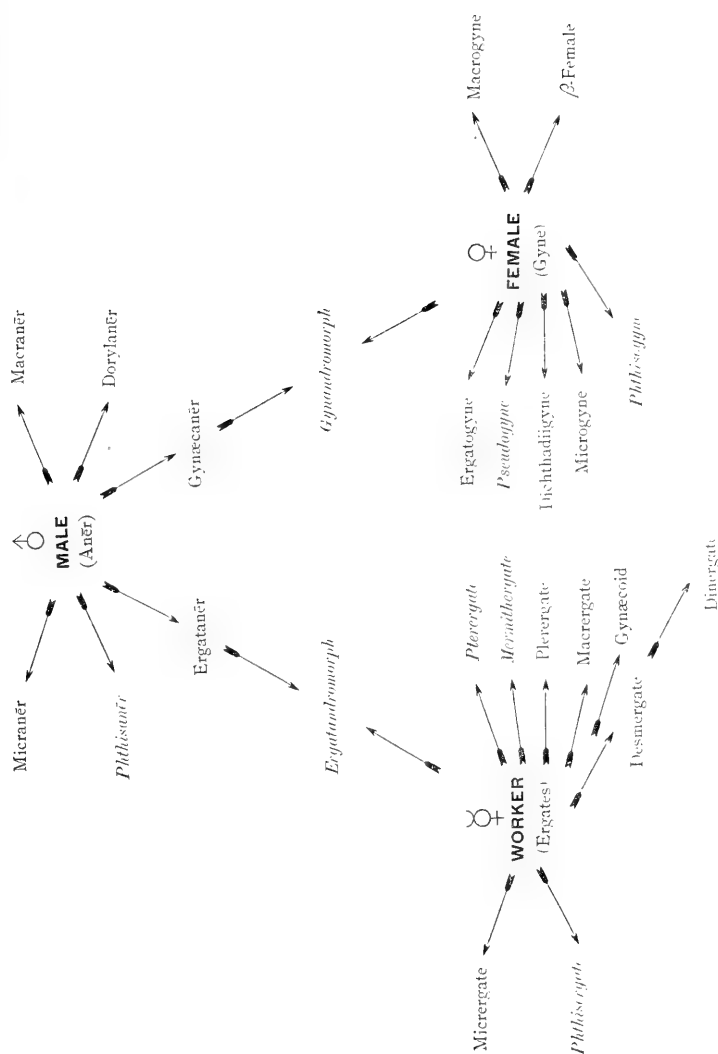 Micranēr
Macranēr
♂
MALE
(Anēr)
Phthisanēr
Dorylanēr
Ergatanēr
Gynæcanēr
Ergatandromorph
Gynandromorph
☿
WORKER
(Ergates)
Micrergate
Phthisergate
Pterergate
Mermithergate
Plerergate
Macrergate
Gynæcoid
Desmergate
Dinergate
♀
FEMALE
(Gyne)
Ergatogyne
Pseudogyne
Dichthadiigyne
Microgyne
Macrogyne
β-Female
Phthisogyne